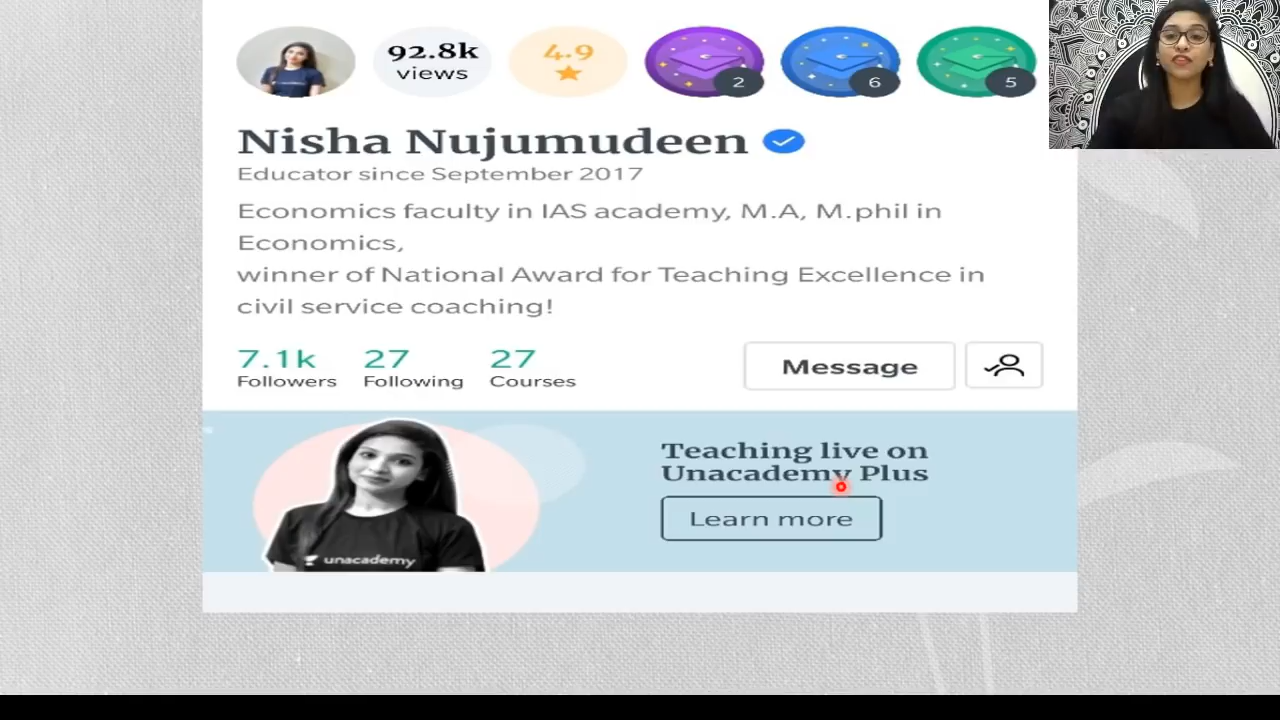 92.8k
views
4.9
2
6
5
Nisha Nujumudeen
Educator since September 2017
Economics faculty in IAS academy, M.A, M.phil in
Economics,
winner of National Award for Teaching Excellence in
civil service coaching!
7.1k 27 27
Followers Following Courses
Message
Teaching live on
Unacademy Plus
Learn more
unacademy